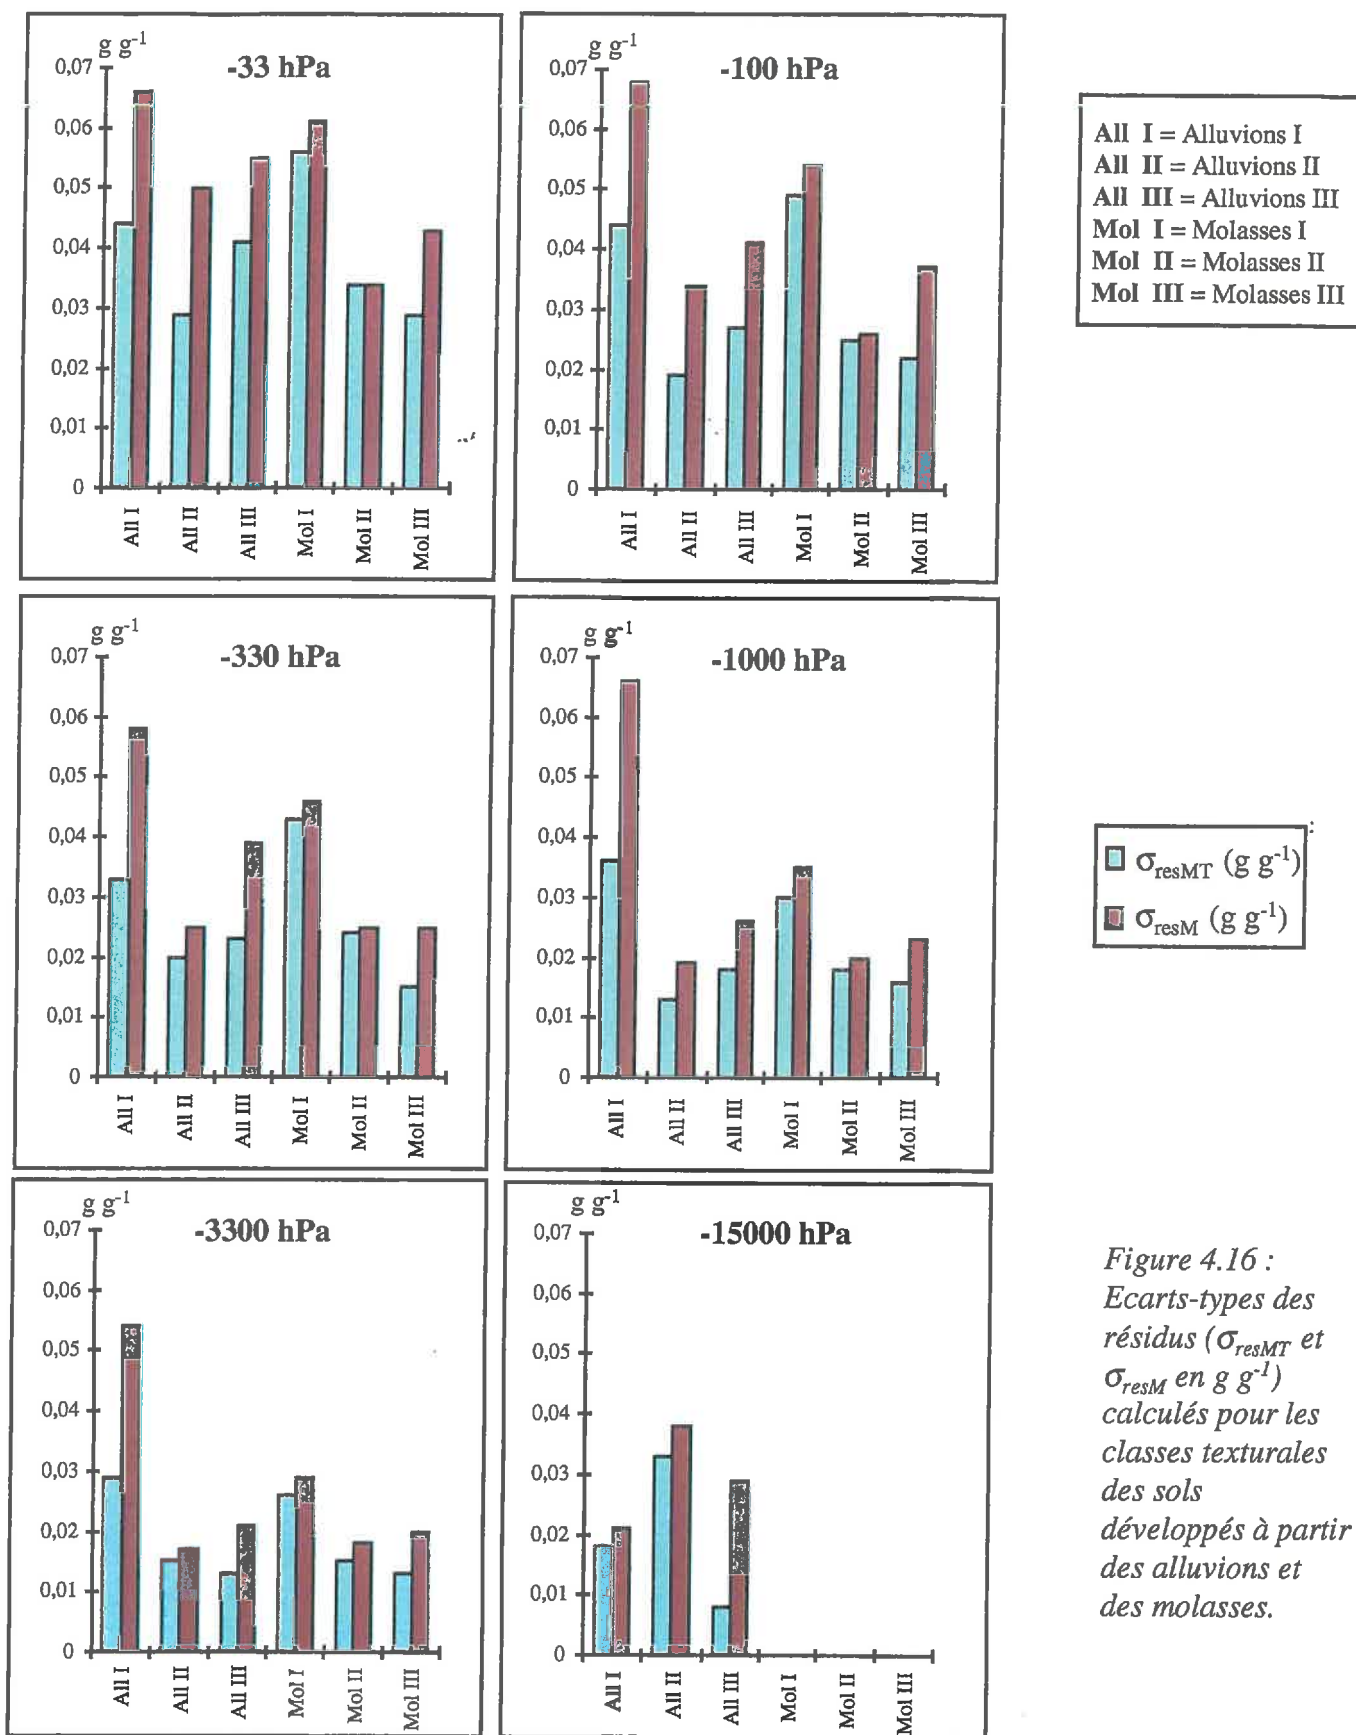 g g-1
-33 hPa
0,07
0,06
0,05
0,04
0,03
0,02
0,01
0
All I
All II
All III
Mol I
Mol II
Mol III
g g-1
-100 hPa
0,07
0,06
0,05
0,04
0,03
0,02
0,01
0
All I
All II
All III
Mol I
Mol II
Mol III
All I = Alluvions I
All II = Alluvions II
All III = Alluvions III
Mol I = Molasses I
Mol II = Molasses II
Mol III = Molasses III
g g-1
-330 hPa
0,07
0,06
0,05
0,04
0,03
0,02
0,01
0
All I
All II
All III
Mol I
Mol II
Mol III
g g-1
-1000 hPa
0,07
0,06
0,05
0,04
0,03
0,02
0,01
0
All I
All II
All III
Mol I
Mol II
Mol III
σresMT (g g-1)
σresM (g g-1)
g g-1
-3300 hPa
0,07
0,06
0,05
0,04
0,03
0,02
0,01
0
All I
All II
All III
Mol I
Mol II
Mol III
g g-1
-15000 hPa
0,07
0,06
0,05
0,04
0,03
0,02
0,01
0
All I
All II
All III
Mol I
Mol II
Mol III
Figure 4.16 :
Ecarts-types des
résidus (σresMT et
σresM en g g-1)
calculés pour les
classes texturales
des sols
développés à partir
des alluvions et
des molasses.